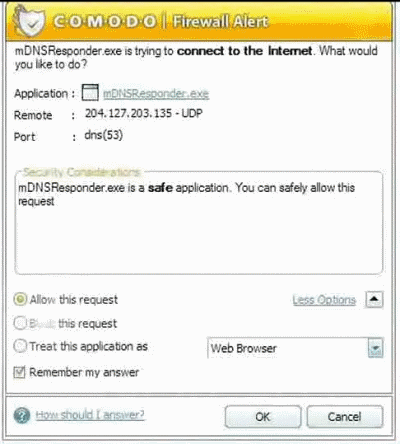 C·O·M·O·D·O | Firewall Alert
mDNSResponder.exe is trying to connect to the Internet. What would
you like to do?
Application : mDNSResponder.exe
Remote : 204.127.203.135 - UDP
Port : dns(53)
Security Considerations
mDNSResponder.exe is a safe application. You can safely allow this
request
Allow this request
Less Options
Block this request
Treat this application as Web Browser
Remember my answer
How should I answer?
OK Cancel